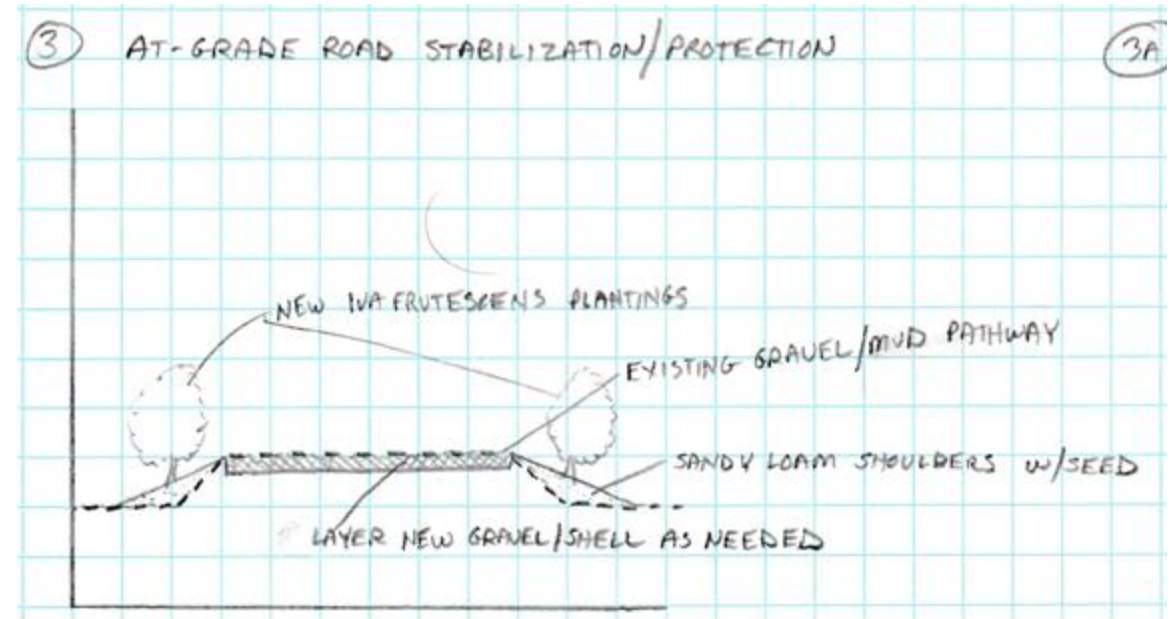 3 AT-GRADE ROAD STABILIZATION/PROTECTION
3A
NEW IVA FRUTESCENS PLANTINGS
EXISTING GRAVEL/MUD PATHWAY
SANDY LOAM SHOULDERS W/SEED
LAYER NEW GRAVEL/SHELL AS NEEDED